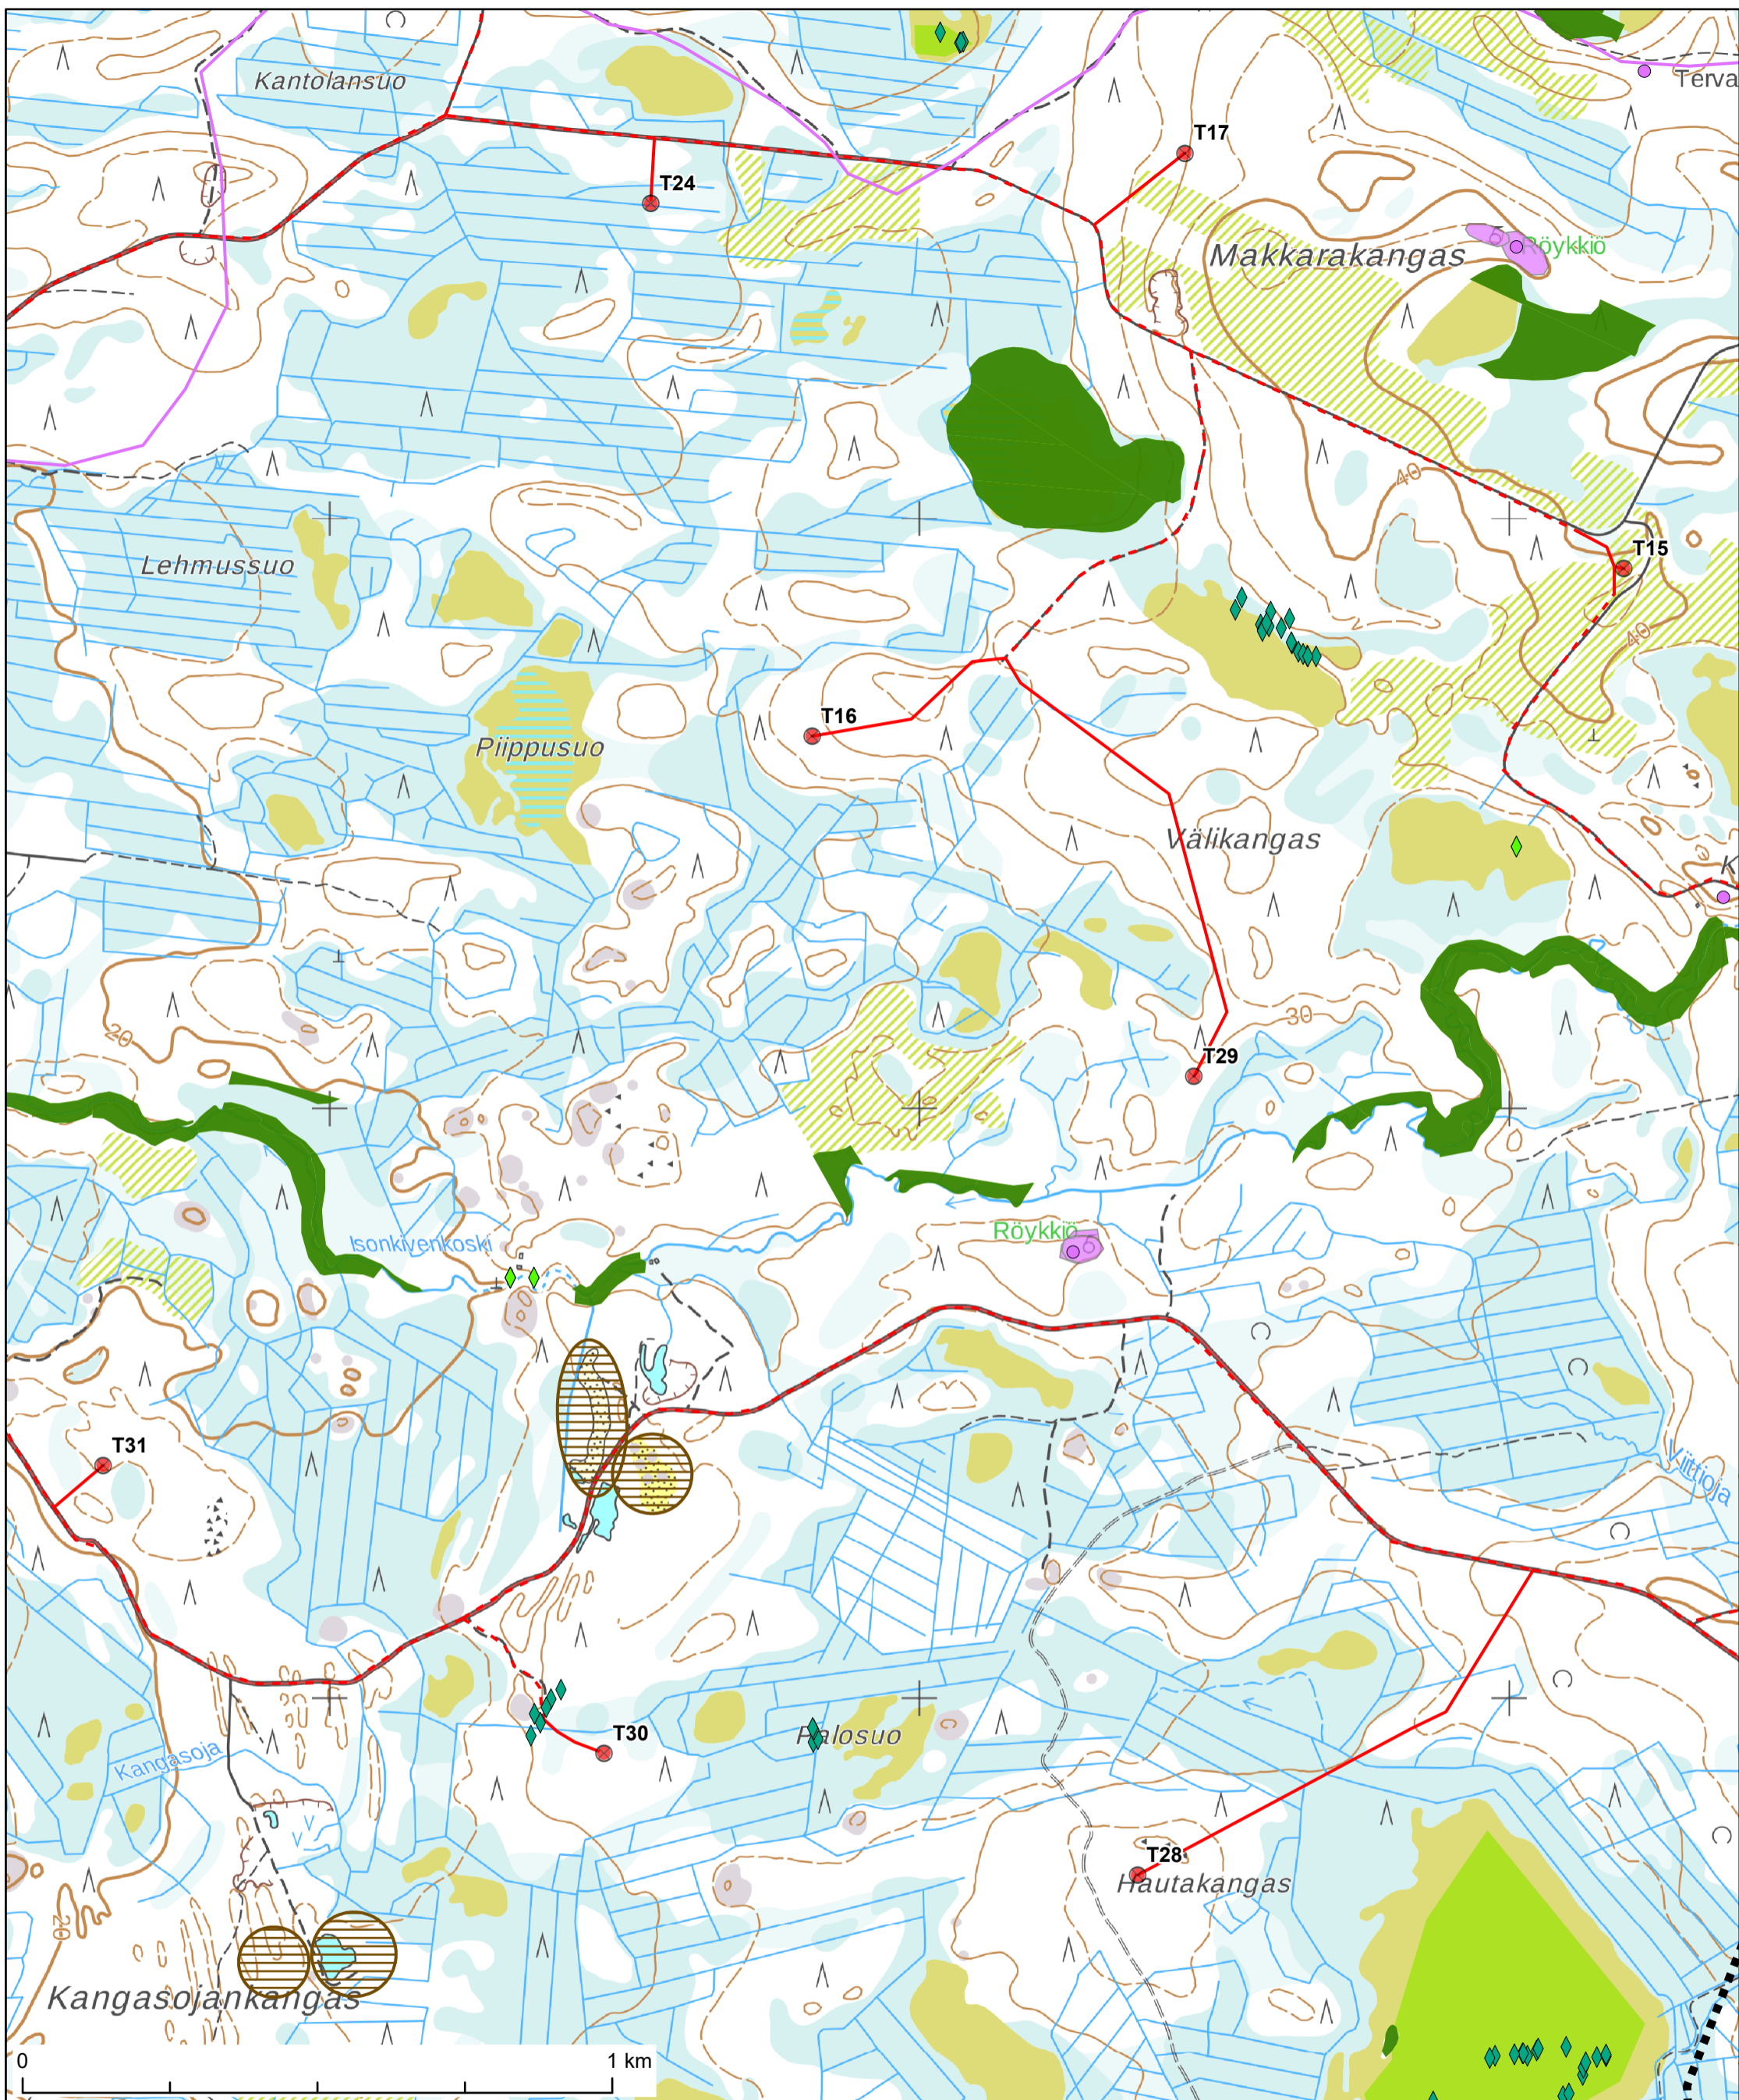 Kantolansuo
Terva
T17
T24
Makkarakangas
Röykkiö
40
Lehmussuo
T15
40
T16
Piippusuo
Välikangas
K
20
30
T29
Isonkivenkoski
Röykkiö
T31
Viittioja
T30
Palosuo
Kangasoja
T28
Hautakangas
20
Kangasojankangas
0
1 km